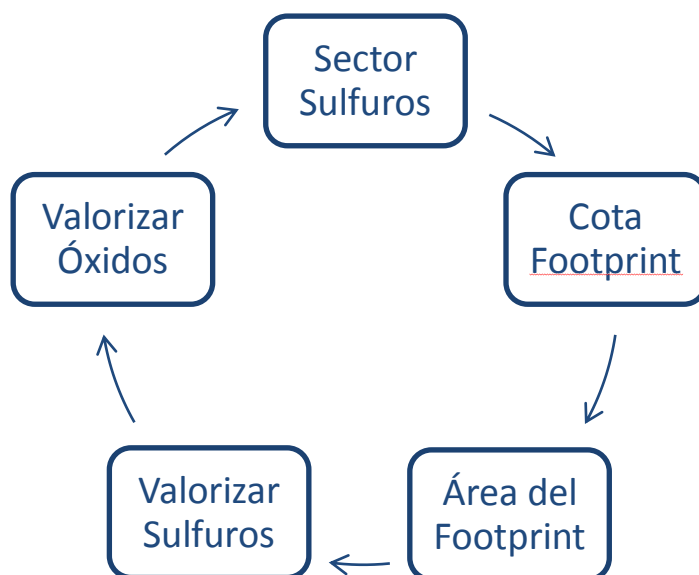 Sector
Sulfuros
Cota
Footprint
Área del
Footprint
Valorizar
Sulfuros
Valorizar
Óxidos